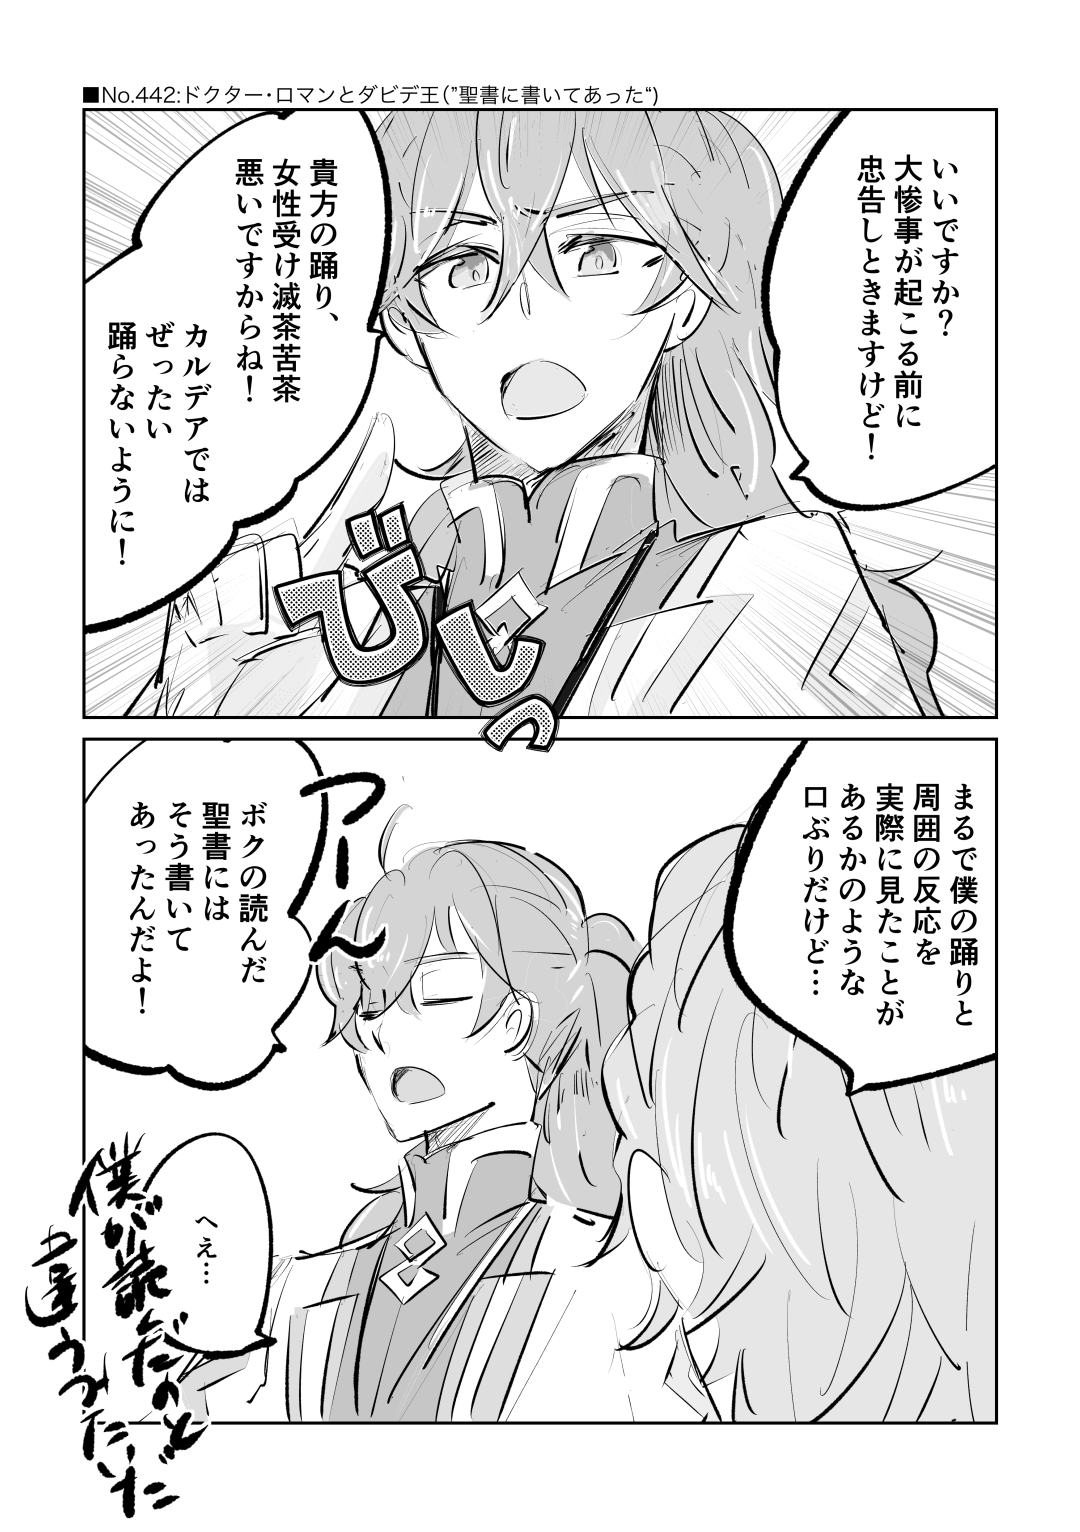 ■No.442:ドクター・ロマンとダビデ王("聖書に書いてあった“)
いいですか?
大惨事が起こる前に
忠告しときますけど!
貴方の踊り、
女性受け滅茶苦茶
悪いですからね!
カルデアでは
ぜったい
踊らないように!
びしっ
まるで僕の踊りと
周囲の反応を
実際に見たことが
あるかのような
口ぶりだけど…
アーん
ボクの読んだ
聖書には
そう書いて
あったんだよ!
へえ…
僕が読んだのと
違うみたいだ